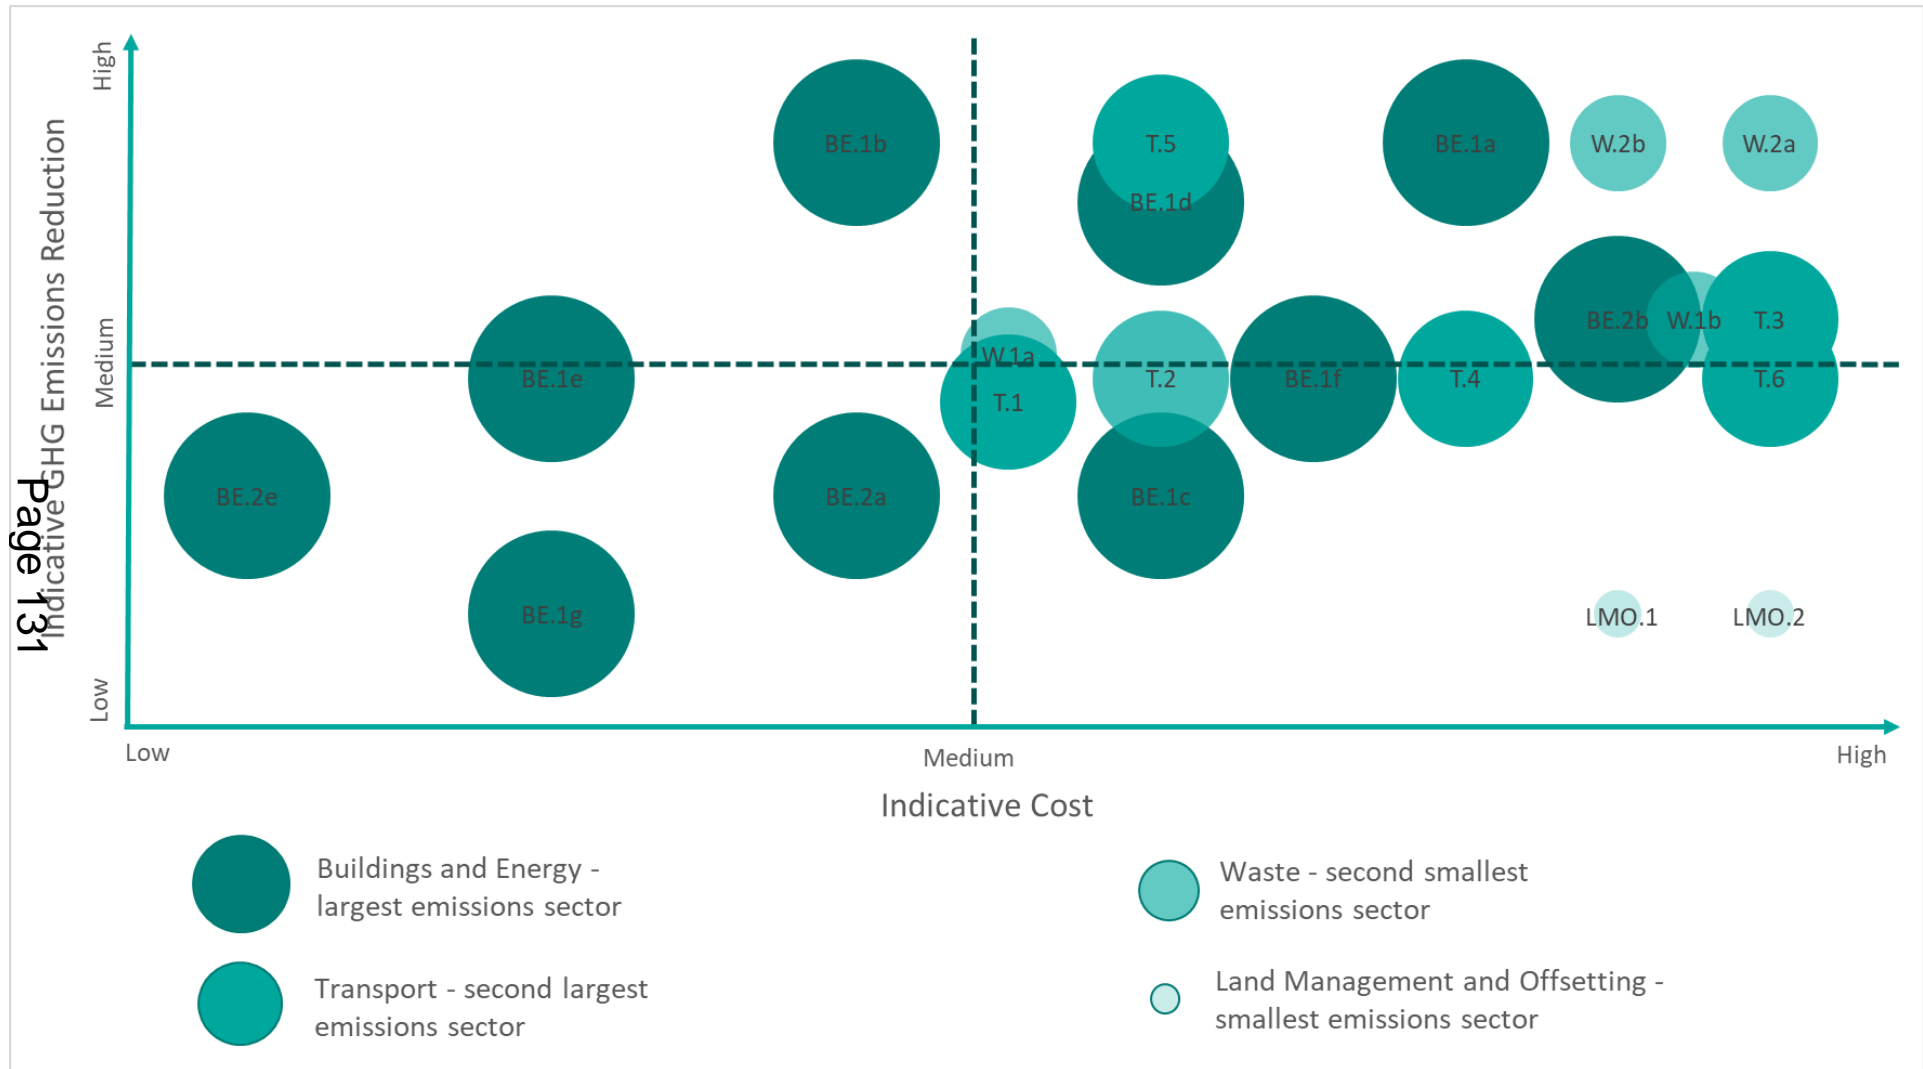 High
Medium
Low
Indicative GHG Emissions Reduction
Page 131
BE.1b
T.5
BE.1a
W.2b
W.2a
BE.1d
BE.2b
W.1b
T.3
W.1a
BE.1e
T.2
BE.1f
T.4
T.6
T.1
BE.2e
BE.2a
BE.1c
BE.1g
LMO.1
LMO.2
Low
Medium
High
Indicative Cost
Buildings and Energy -
largest emissions sector
Transport - second largest
emissions sector
Waste - second smallest
emissions sector
Land Management and Offsetting -
smallest emissions sector